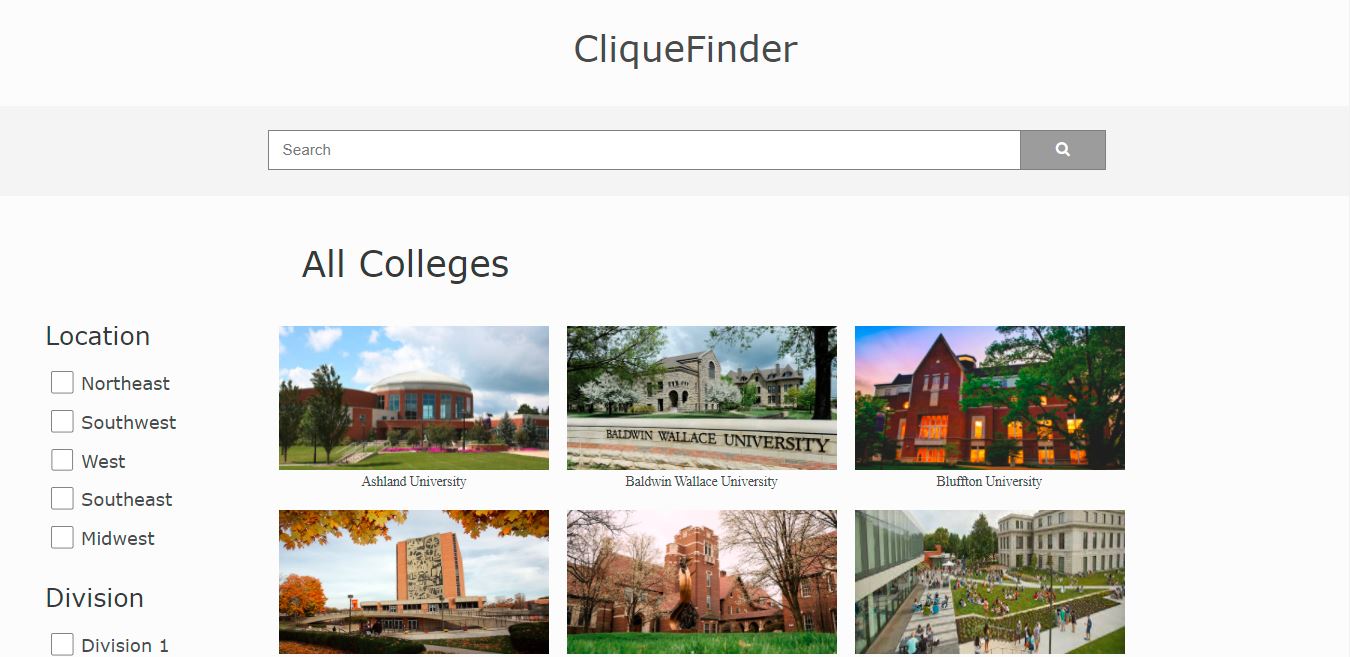 CliqueFinder
Search
All Colleges
Location
Northeast
Southwest
West
Southeast
Midwest
Division
Division 1
BALDWIN WALLACE UNIVERSITY
Ashland University
Baldwin Wallace University
Bluffton University